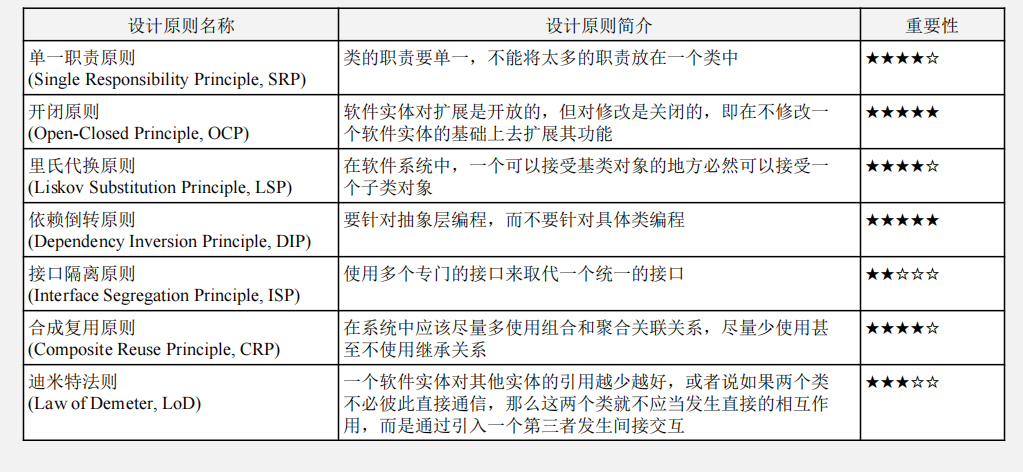 设计原则名称 设计原则简介 重要性
单一职责原则 类的职责要单一，不能将太多的职责放在一个类中 ★★★★☆
(Single Responsibility Principle, SRP)
开闭原则 软件实体对扩展是开放的，但对修改是关闭的，即在不修改一 ★★★★★
(Open-Closed Principle, OCP) 个软件实体的基础上去扩展其功能
里氏代换原则 在软件系统中，一个可以接受基类对象的地方必然可以接受一 ★★★★☆
(Liskov Substitution Principle, LSP) 个子类对象
依赖倒转原则 要针对抽象层编程，而不要针对具体类编程 ★★★★★
(Dependency Inversion Principle, DIP)
接口隔离原则 使用多个专门的接口来取代一个统一的接口 ★★☆☆☆
(Interface Segregation Principle, ISP)
合成复用原则 在系统中应该尽量多使用组合和聚合关联关系，尽量少使用甚 ★★★★☆
(Composite Reuse Principle, CRP) 至不使用继承关系
迪米特法则 一个软件实体对其他实体的引用越少越好，或者说如果两个类 ★★★☆☆
(Law of Demeter, LoD) 不必彼此直接通信，那么这两个类就不应当发生直接的相互作
用，而是通过引入一个第三者发生间接交互